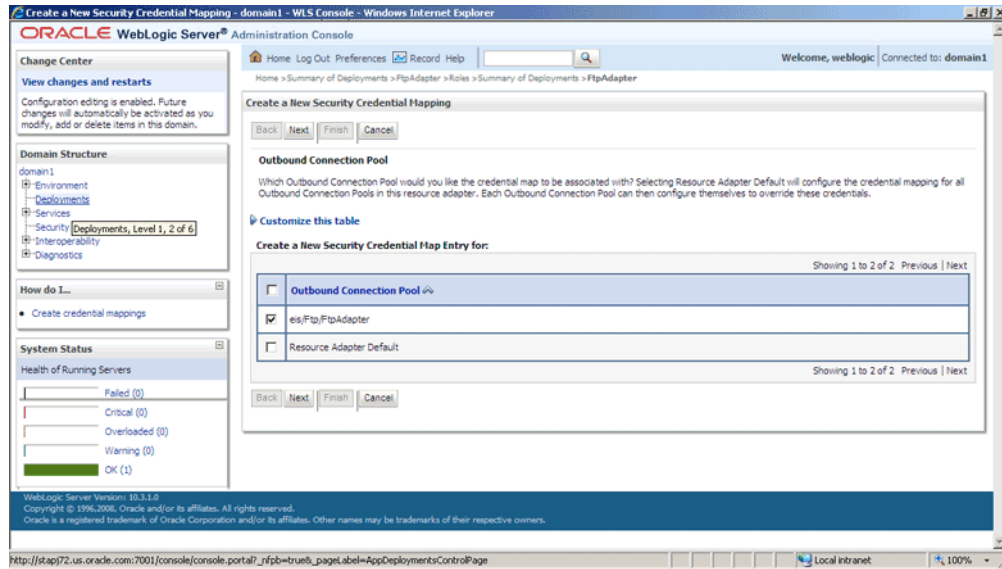 Create a New Security Credential Mapping - domain1 - WLS Console - Windows Internet Explorer
ORACLE WebLogic Server® Administration Console
Change Center
View changes and restarts
Configuration editing is enabled. Future
changes will automatically be activated as you
modify, add or delete items in this domain.
Domain Structure
domain1
Environment
Deployments
Services
Security
Deployments, Level 1, 2 of 6
Interoperability
Diagnostics
How do I...
Create credential mappings
System Status
Health of Running Servers
Failed (0)
Critical (0)
Overloaded (0)
Warning (0)
OK (1)
Home Log Out Preferences Record Help
Welcome, weblogic Connected to: domain1
Home >Summary of Deployments >FtpAdapter >Roles >Summary of Deployments >FtpAdapter
Create a New Security Credential Mapping
Back Next Finish Cancel
Outbound Connection Pool
Which Outbound Connection Pool would you like the credential map to be associated with? Selecting Resource Adapter Default will configure the credential mapping for all
Outbound Connection Pools in this resource adapter. Each Outbound Connection Pool can then configure themselves to override these credentials.
Customize this table
Create a New Security Credential Map Entry for:
Showing 1 to 2 of 2 Previous | Next
Outbound Connection Pool
eis/Ftp/FtpAdapter
Resource Adapter Default
Showing 1 to 2 of 2 Previous | Next
Back Next Finish Cancel
WebLogic Server Version: 10.3.1.0
Copyright © 1996,2008, Oracle and/or its affiliates. All rights reserved.
Oracle is a registered trademark of Oracle Corporation and/or its affiliates. Other names may be trademarks of their respective owners.
http://stapj72.us.oracle.com:7001/console/console.portal?_nfpb=true&_pageLabel=AppDeploymentsControlPage
Local intranet
100%